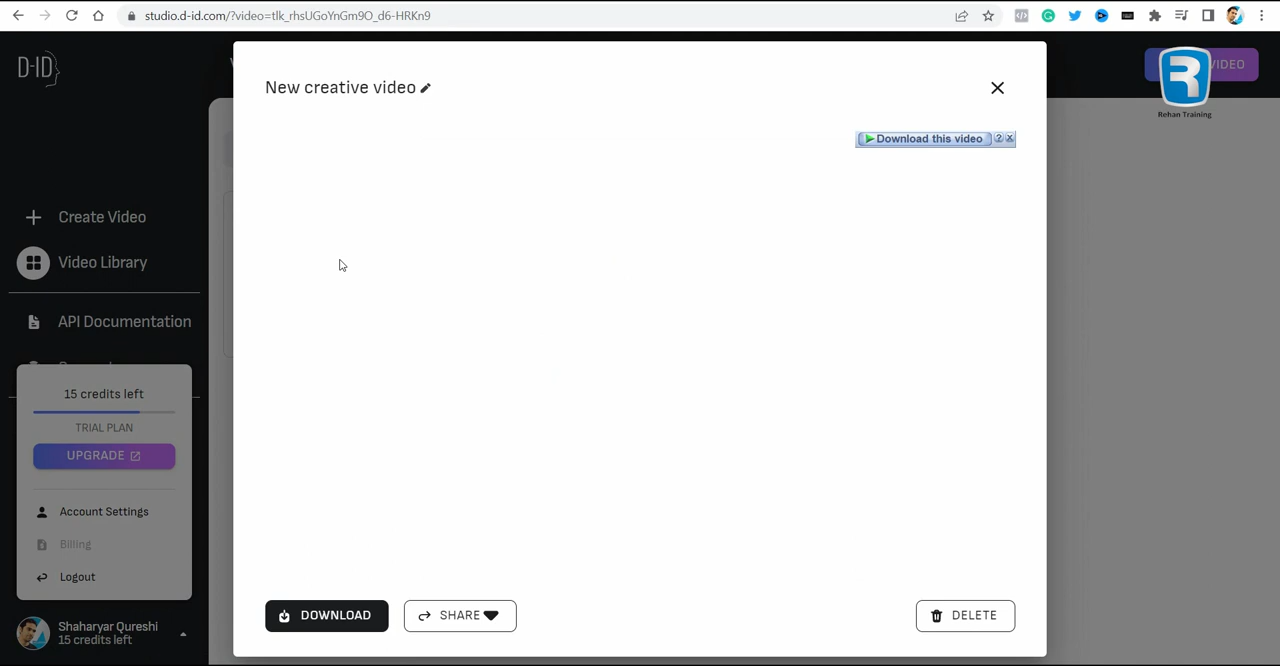 studio.d-id.com/?video=tlk_rhsUGoYnGm9O_d6-HRKn9
D-ID
VIDEO
Rehan Training
New creative video
Download this video
Create Video
Video Library
API Documentation
15 credits left
TRIAL PLAN
UPGRADE
Account Settings
Billing
Logout
Shaharyar Qureshi
15 credits left
DOWNLOAD
SHARE
DELETE